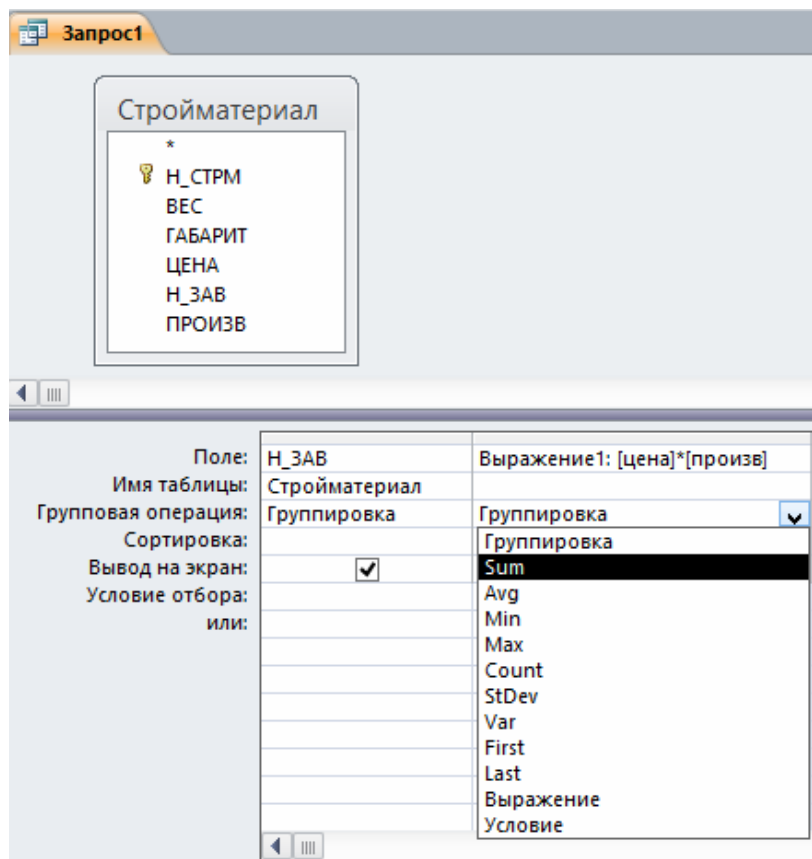 Запрос1
Стройматериал
*
Н_СТРМ
ВЕС
ГАБАРИТ
ЦЕНА
Н_ЗАВ
ПРОИЗВ
Поле: Н_ЗАВ Выражение1: [цена]*[произв]
Имя таблицы: Стройматериал
Групповая операция: Группировка Группировка
Сортировка: Группировка
Вывод на экран: Sum
Условие отбора: Avg
или: Min
Max
Count
StDev
Var
First
Last
Выражение
Условие